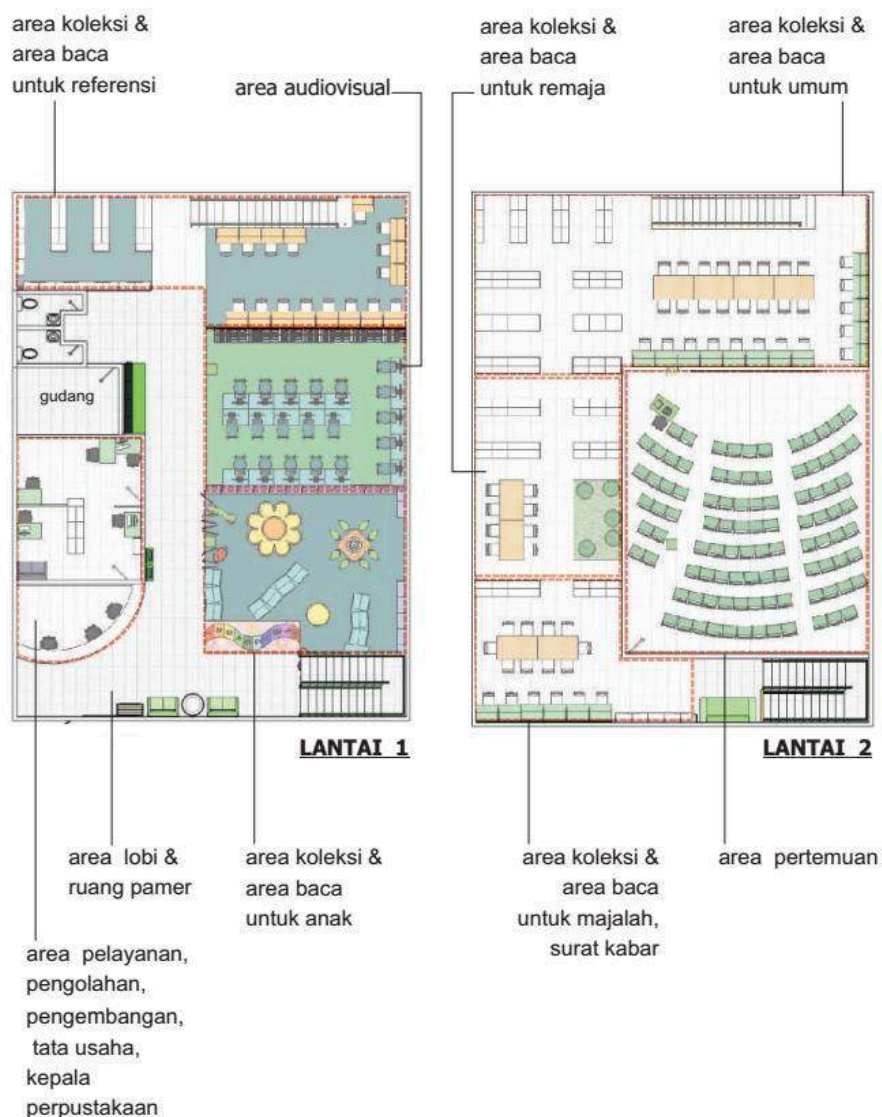 area koleksi &
area baca
untuk referensi
area audiovisual
area koleksi &
area baca
untuk remaja
area koleksi &
area baca
untuk umum
gudang
LANTAI 1
LANTAI 2
area lobi &
ruang pamer
area koleksi &
area baca
untuk anak
area koleksi &
area baca
untuk majalah,
surat kabar
area pertemuan
area pelayanan,
pengolahan,
pengembangan,
tata usaha,
kepala
perpustakaan